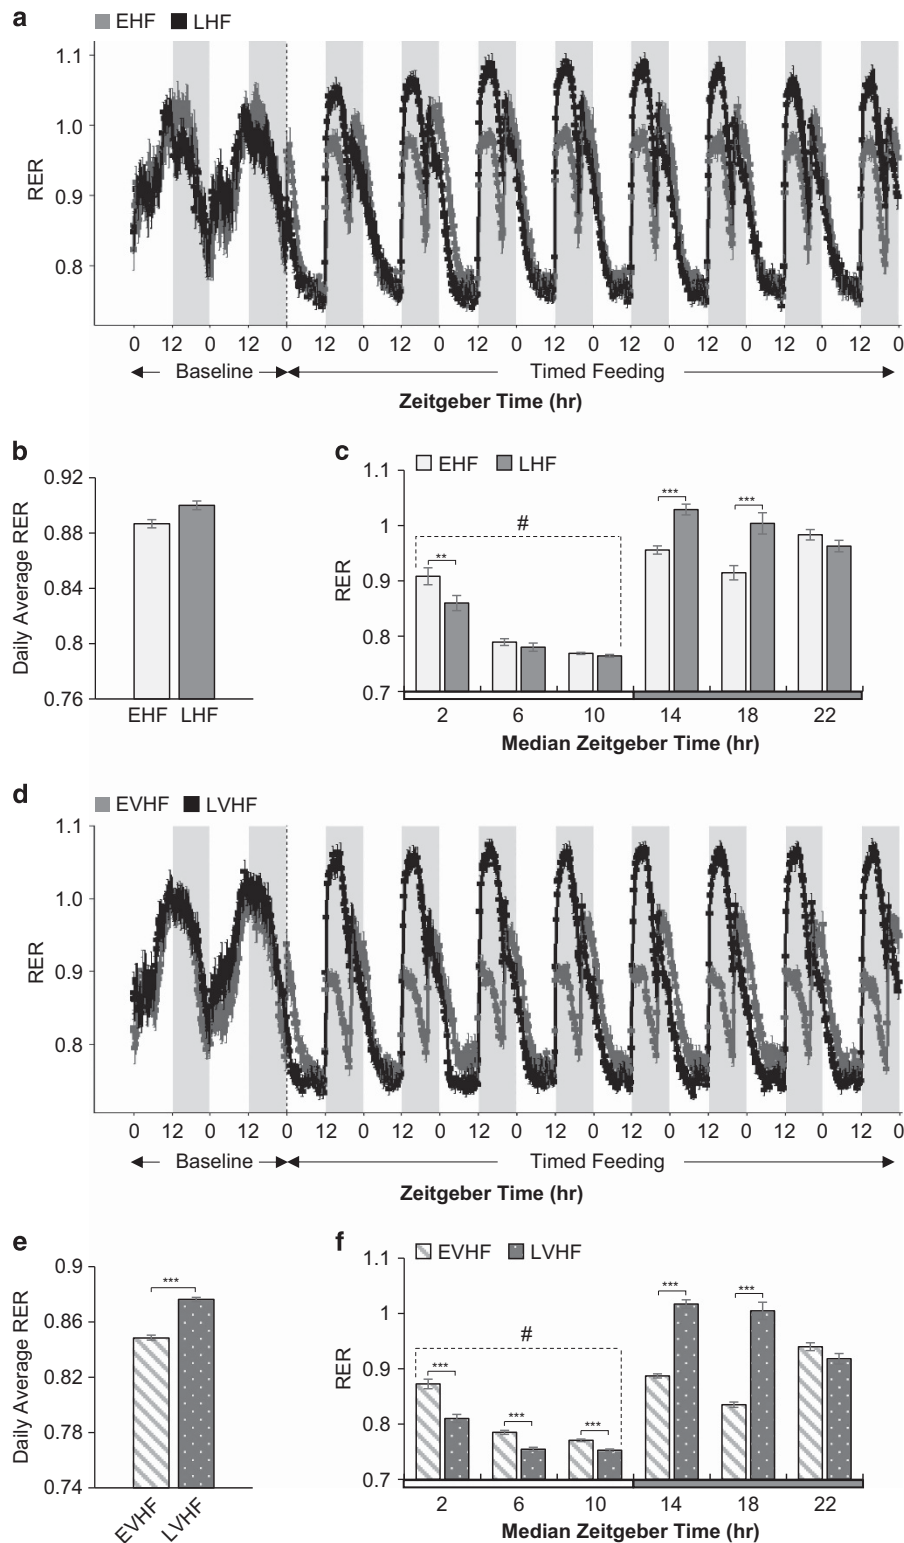 a
EHF LHF
1.1
1.0
0.9
0.8
RER
0 12 0 12 0 12 0 12 0 12 0 12 0 12 0 12 0 12 0 12 0
Baseline Timed Feeding
Zeitgeber Time (hr)
b
0.92
0.88
0.84
0.8
0.76
Daily Average RER
EHF LHF
c
EHF LHF
1.1
1
0.9
0.8
0.7
RER
#
**
***
***
2 6 10 14 18 22
Median Zeitgeber Time (hr)
d
EVHF LVHF
1.1
1.0
0.9
0.8
RER
0 12 0 12 0 12 0 12 0 12 0 12 0 12 0 12 0 12 0 12 0
Baseline Timed Feeding
Zeitgeber Time (hr)
e
0.9
0.86
0.82
0.78
0.74
Daily Average RER
***
EVHF LVHF
f
EVHF LVHF
1.1
1
0.9
0.8
0.7
RER
#
***
***
***
***
***
2 6 10 14 18 22
Median Zeitgeber Time (hr)